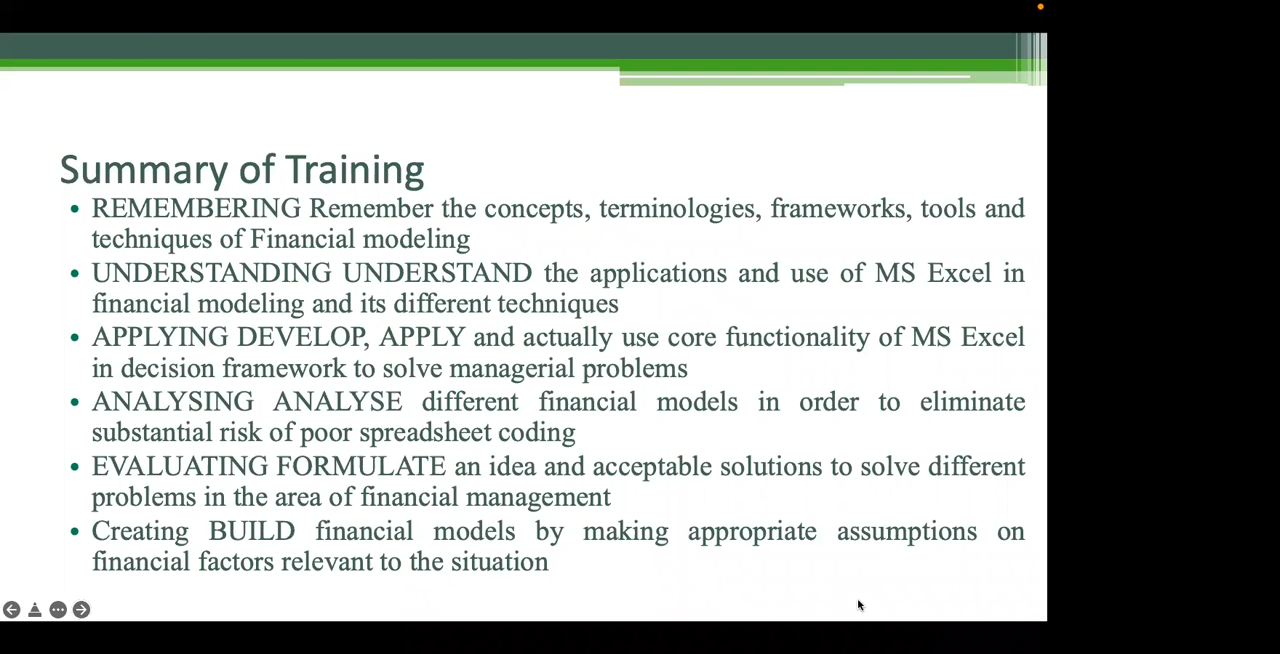 Summary of Training
• REMEMBERING Remember the concepts, terminologies, frameworks, tools and
techniques of Financial modeling
• UNDERSTANDING UNDERSTAND the applications and use of MS Excel in
financial modeling and its different techniques
• APPLYING DEVELOP, APPLY and actually use core functionality of MS Excel
in decision framework to solve managerial problems
• ANALYSING ANALYSE different financial models in order to eliminate
substantial risk of poor spreadsheet coding
• EVALUATING FORMULATE an idea and acceptable solutions to solve different
problems in the area of financial management
• Creating BUILD financial models by making appropriate assumptions on
financial factors relevant to the situation